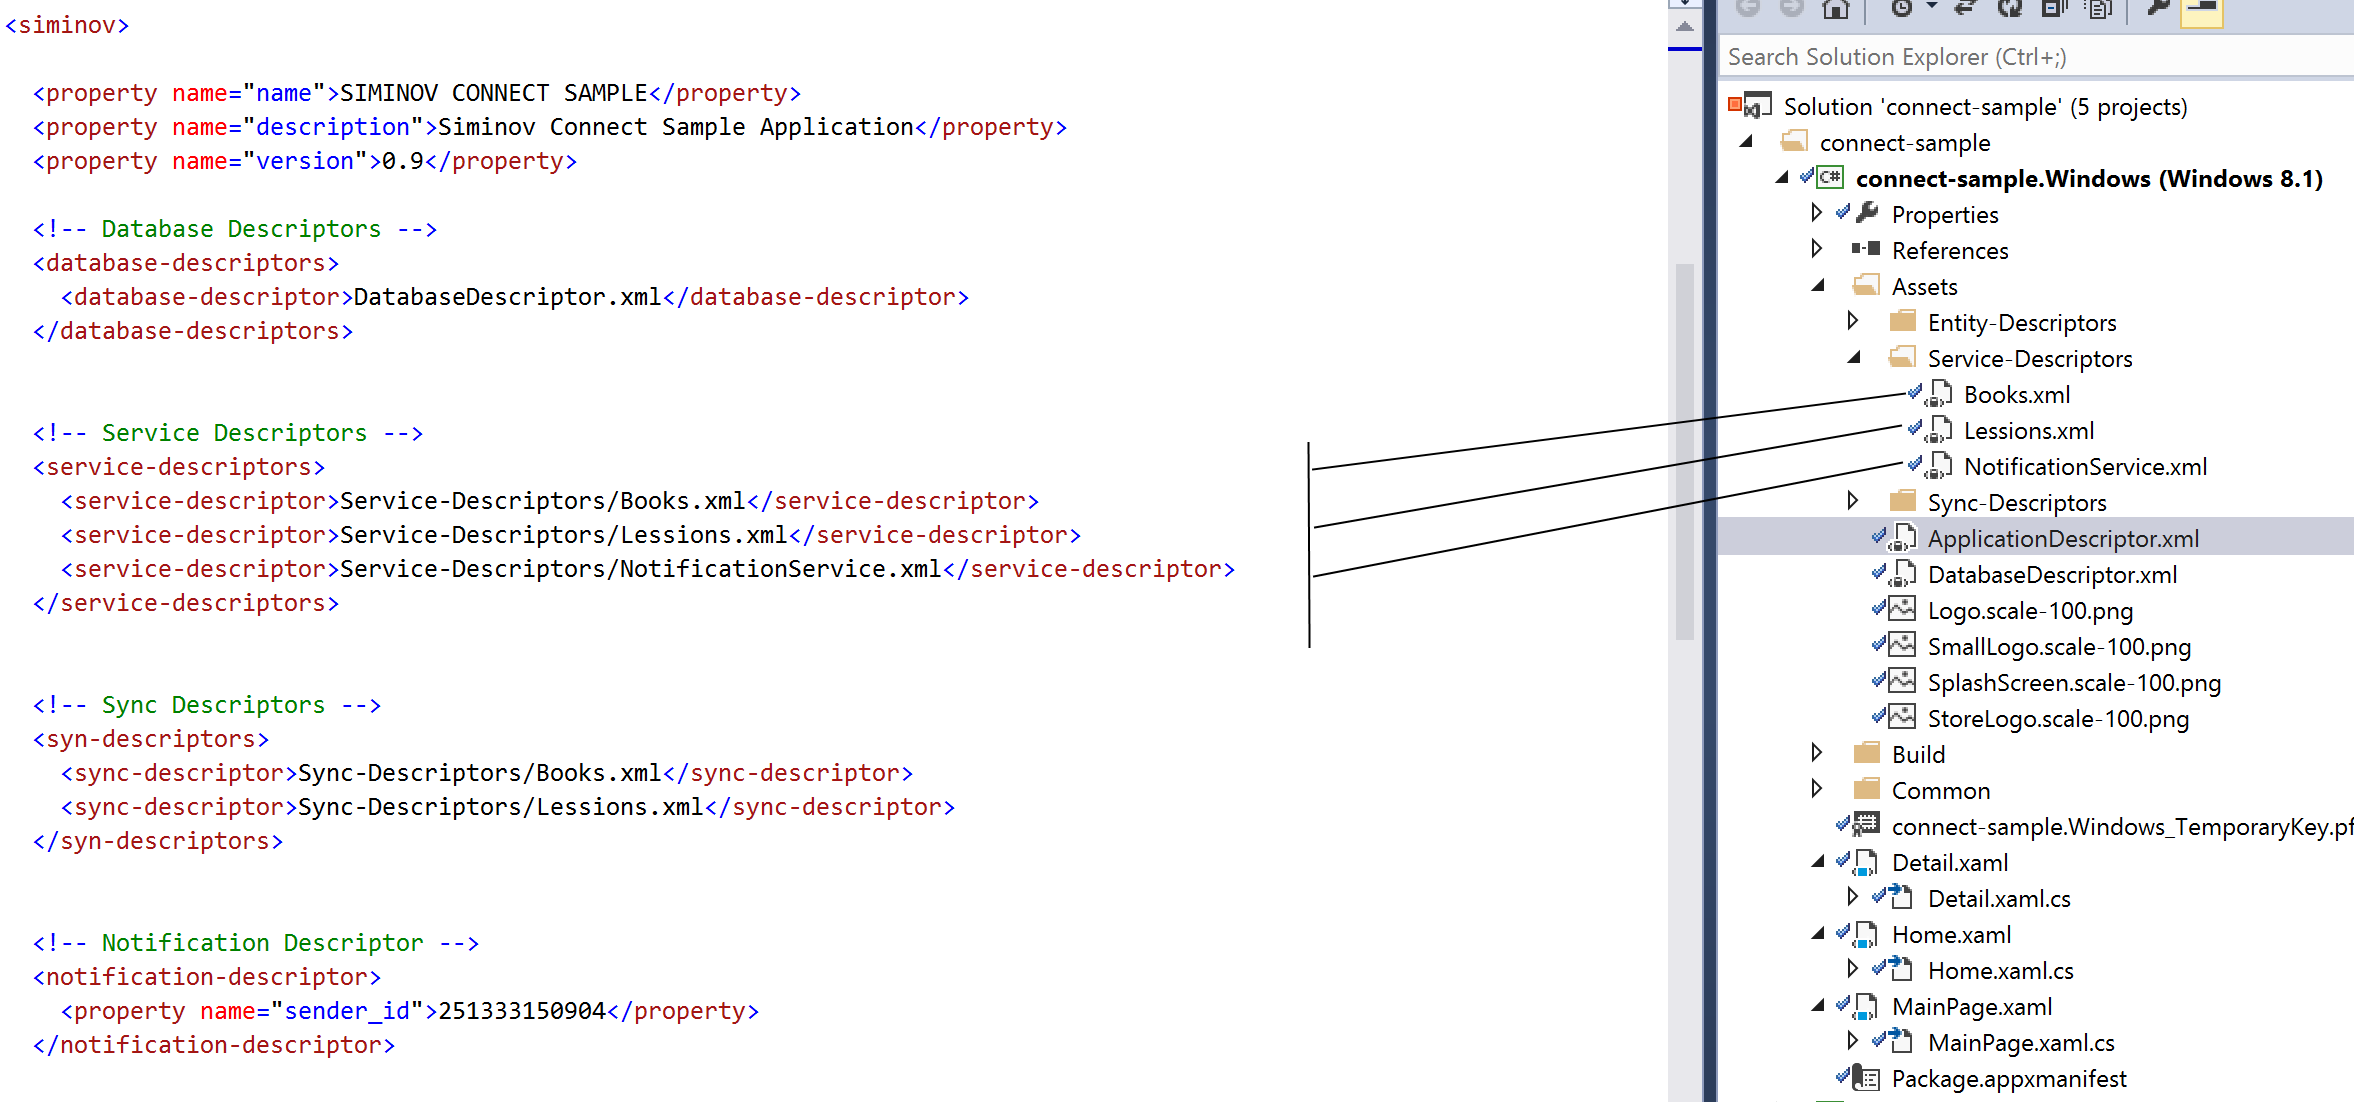 <siminov>
<property name="name">SIMINOV CONNECT SAMPLE</property>
<property name="description">Siminov Connect Sample Application</property>
<property name="version">0.9</property>
<!-- Database Descriptors -->
<database-descriptors>
<database-descriptor>DatabaseDescriptor.xml</database-descriptor>
</database-descriptors>
<!-- Service Descriptors -->
<service-descriptors>
<service-descriptor>Service-Descriptors/Books.xml</service-descriptor>
<service-descriptor>Service-Descriptors/Lessions.xml</service-descriptor>
<service-descriptor>Service-Descriptors/NotificationService.xml</service-descriptor>
</service-descriptors>
<!-- Sync Descriptors -->
<syn-descriptors>
<sync-descriptor>Sync-Descriptors/Books.xml</sync-descriptor>
<sync-descriptor>Sync-Descriptors/Lessions.xml</sync-descriptor>
</syn-descriptors>
<!-- Notification Descriptor -->
<notification-descriptor>
<property name="sender_id">251333150904</property>
</notification-descriptor>
Search Solution Explorer (Ctrl+;)
Solution 'connect-sample' (5 projects)
connect-sample
C# connect-sample.Windows (Windows 8.1)
Properties
References
Assets
Entity-Descriptors
Service-Descriptors
Books.xml
Lessions.xml
NotificationService.xml
Sync-Descriptors
ApplicationDescriptor.xml
DatabaseDescriptor.xml
Logo.scale-100.png
SmallLogo.scale-100.png
SplashScreen.scale-100.png
StoreLogo.scale-100.png
Build
Common
connect-sample.Windows_TemporaryKey.pf
Detail.xaml
Detail.xaml.cs
Home.xaml
Home.xaml.cs
MainPage.xaml
MainPage.xaml.cs
Package.appxmanifest